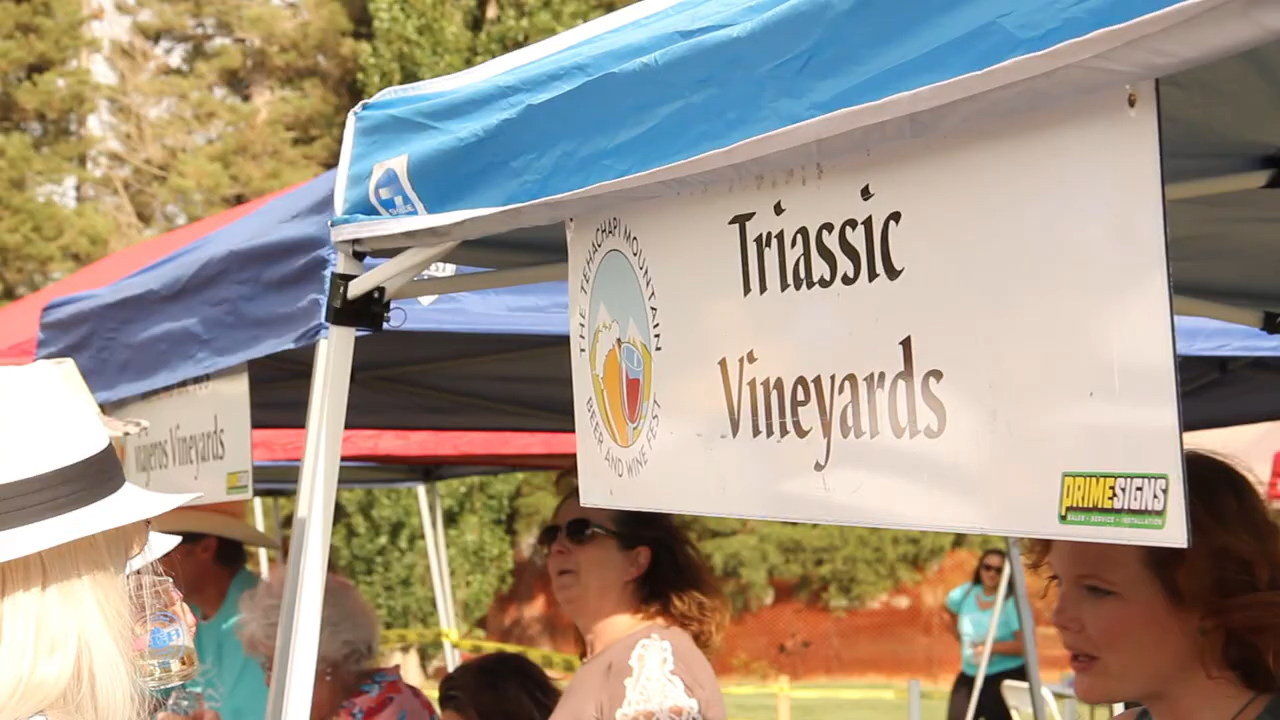 Triassic
Vineyards
THE TEHACHAPI MOUNTAIN
BEER AND WINE FEST
PRIMESIGNS
SALES • SERVICE • INSTALLATION
Vineyards